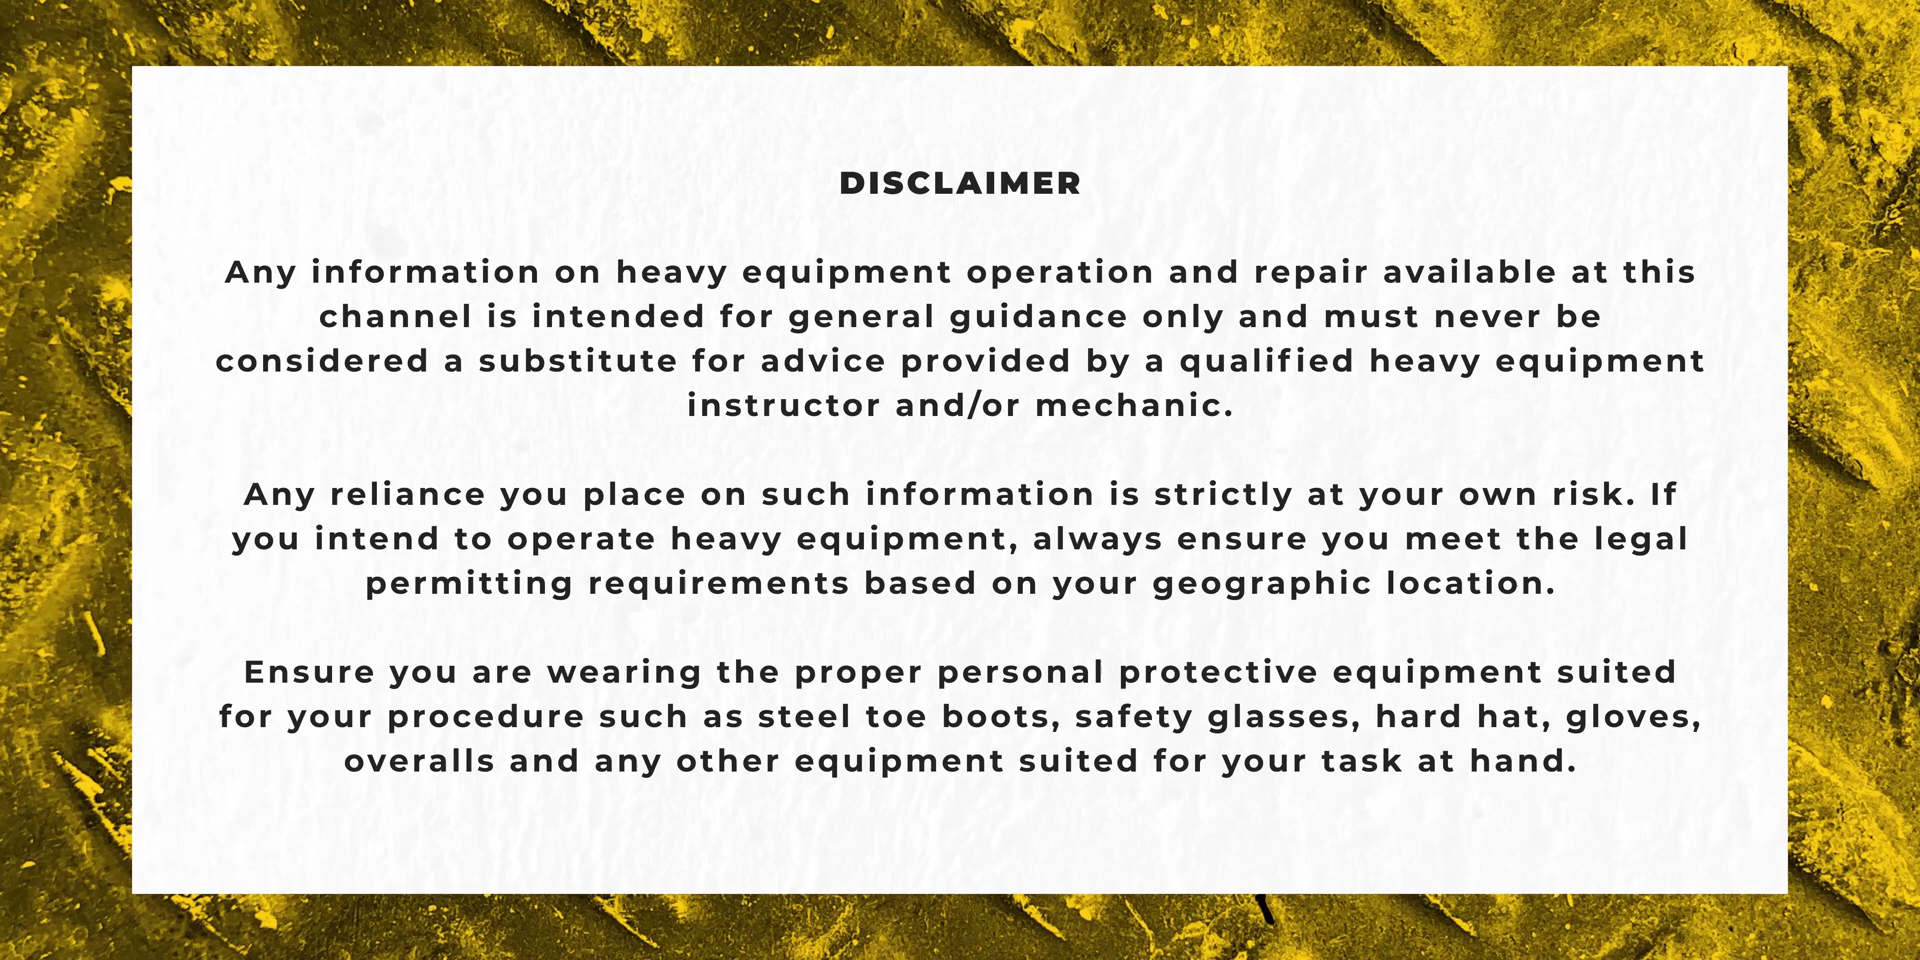 DISCLAIMER
Any information on heavy equipment operation and repair available at this
channel is intended for general guidance only and must never be
considered a substitute for advice provided by a qualified heavy equipment
instructor and/or mechanic.
Any reliance you place on such information is strictly at your own risk. If
you intend to operate heavy equipment, always ensure you meet the legal
permitting requirements based on your geographic location.
Ensure you are wearing the proper personal protective equipment suited
for your procedure such as steel toe boots, safety glasses, hard hat, gloves,
overalls and any other equipment suited for your task at hand.